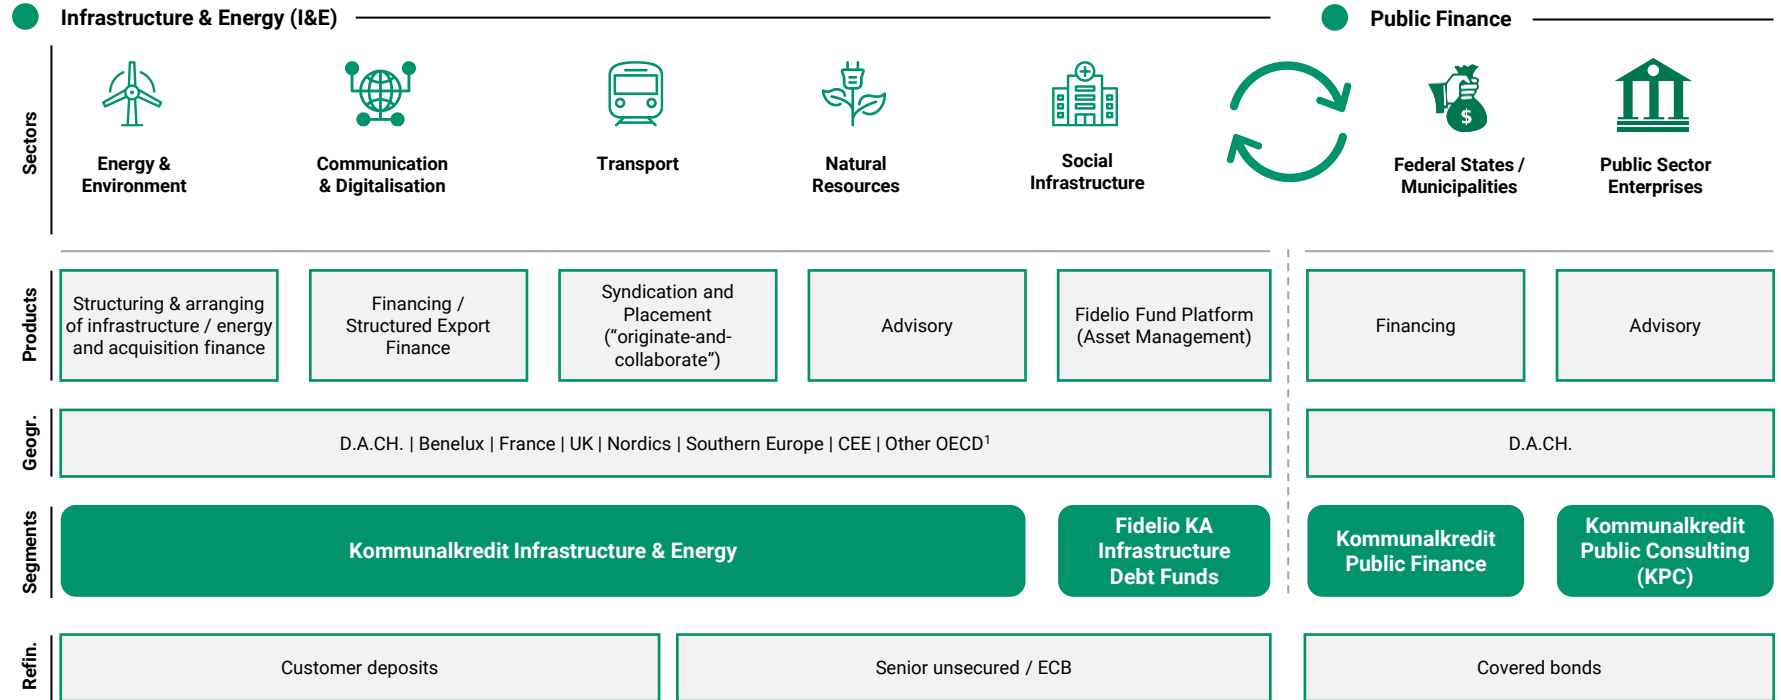 Infrastructure & Energy (I&E)
Public Finance
Sectors
Energy &
Environment
Communication
& Digitalisation
Transport
Natural
Resources
Social
Infrastructure
$
Federal States /
Municipalities
Public Sector
Enterprises
Products
Structuring & arranging
of infrastructure / energy
and acquisition finance
Financing /
Structured Export
Finance
Syndication and
Placement
(“originate-and-
collaborate”)
Advisory
Fidelio Fund Platform
(Asset Management)
Financing
Advisory
Geogr.
D.A.CH. | Benelux | France | UK | Nordics | Southern Europe | CEE | Other OECD¹
D.A.CH.
Segments
Kommunalkredit Infrastructure & Energy
Fidelio KA
Infrastructure
Debt Funds
Kommunalkredit
Public Finance
Kommunalkredit
Public Consulting
(KPC)
Refin.
Customer deposits
Senior unsecured / ECB
Covered bonds